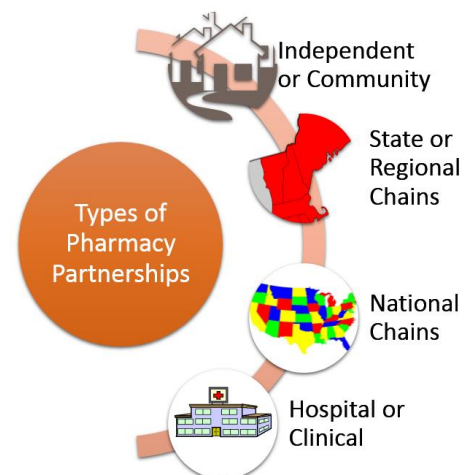 Independent
or Community
State or
Regional
Chains
Types of
Pharmacy
Partnerships
National
Chains
Hospital or
Clinical